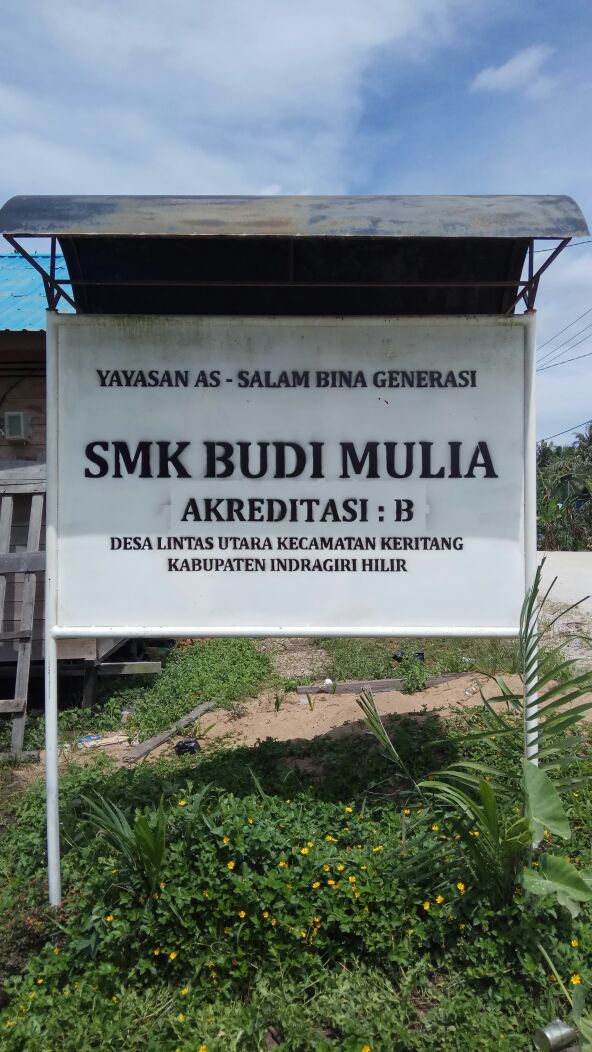 YAYASAN AS - SALAM BINA GENERASI
SMK BUDI MULIA
AKREDITASI : B
DESA LINTAS UTARA KECAMATAN KERITANG
KABUPATEN INDRAGIRI HILIR